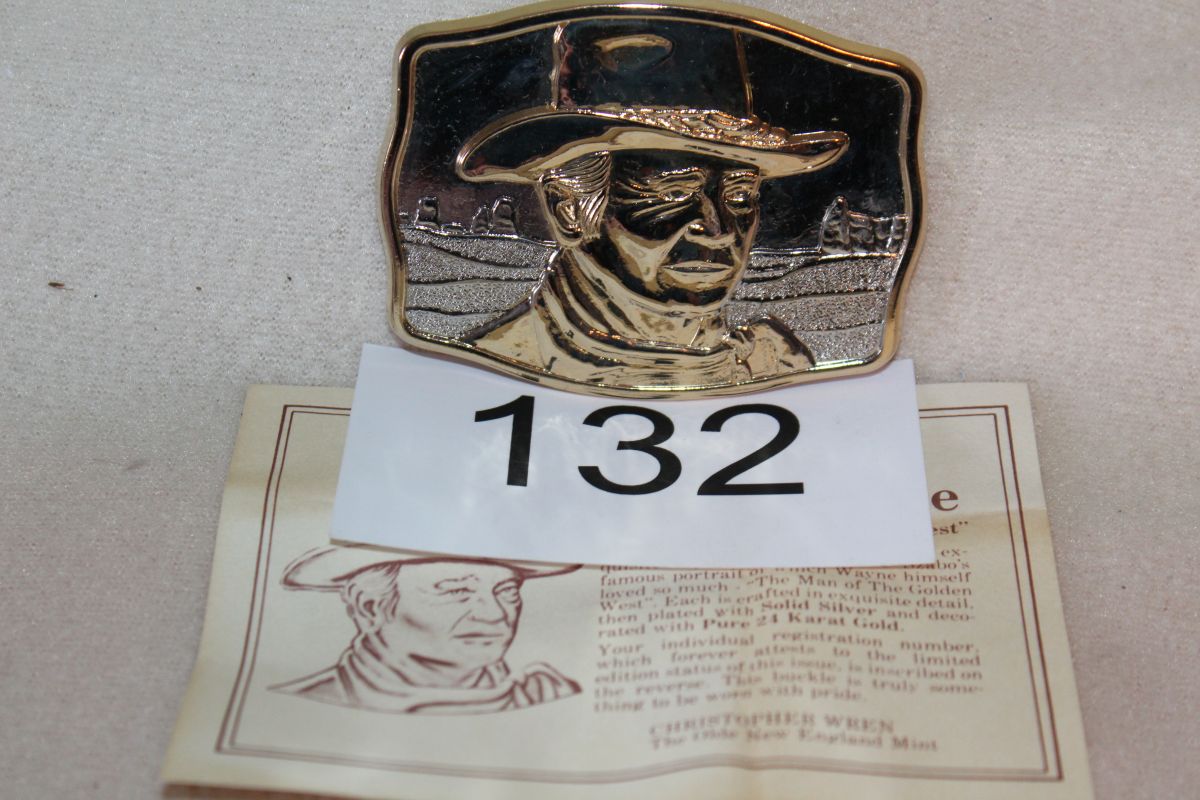 132
e
est"
ex-
famous portrait of which Wayne himself
loved so much - "The Man of The Golden
West". Each is crafted in exquisite detail,
then plated with Solid Silver and deco-
rated with Pure 24 Karat Gold.
Your individual registration number,
which forever attests to the limited
edition status of this issue, is inscribed on
the reverse. This buckle is truly some-
thing to be worn with pride.
CHRISTOPHER WREN
The Olde New England Mint